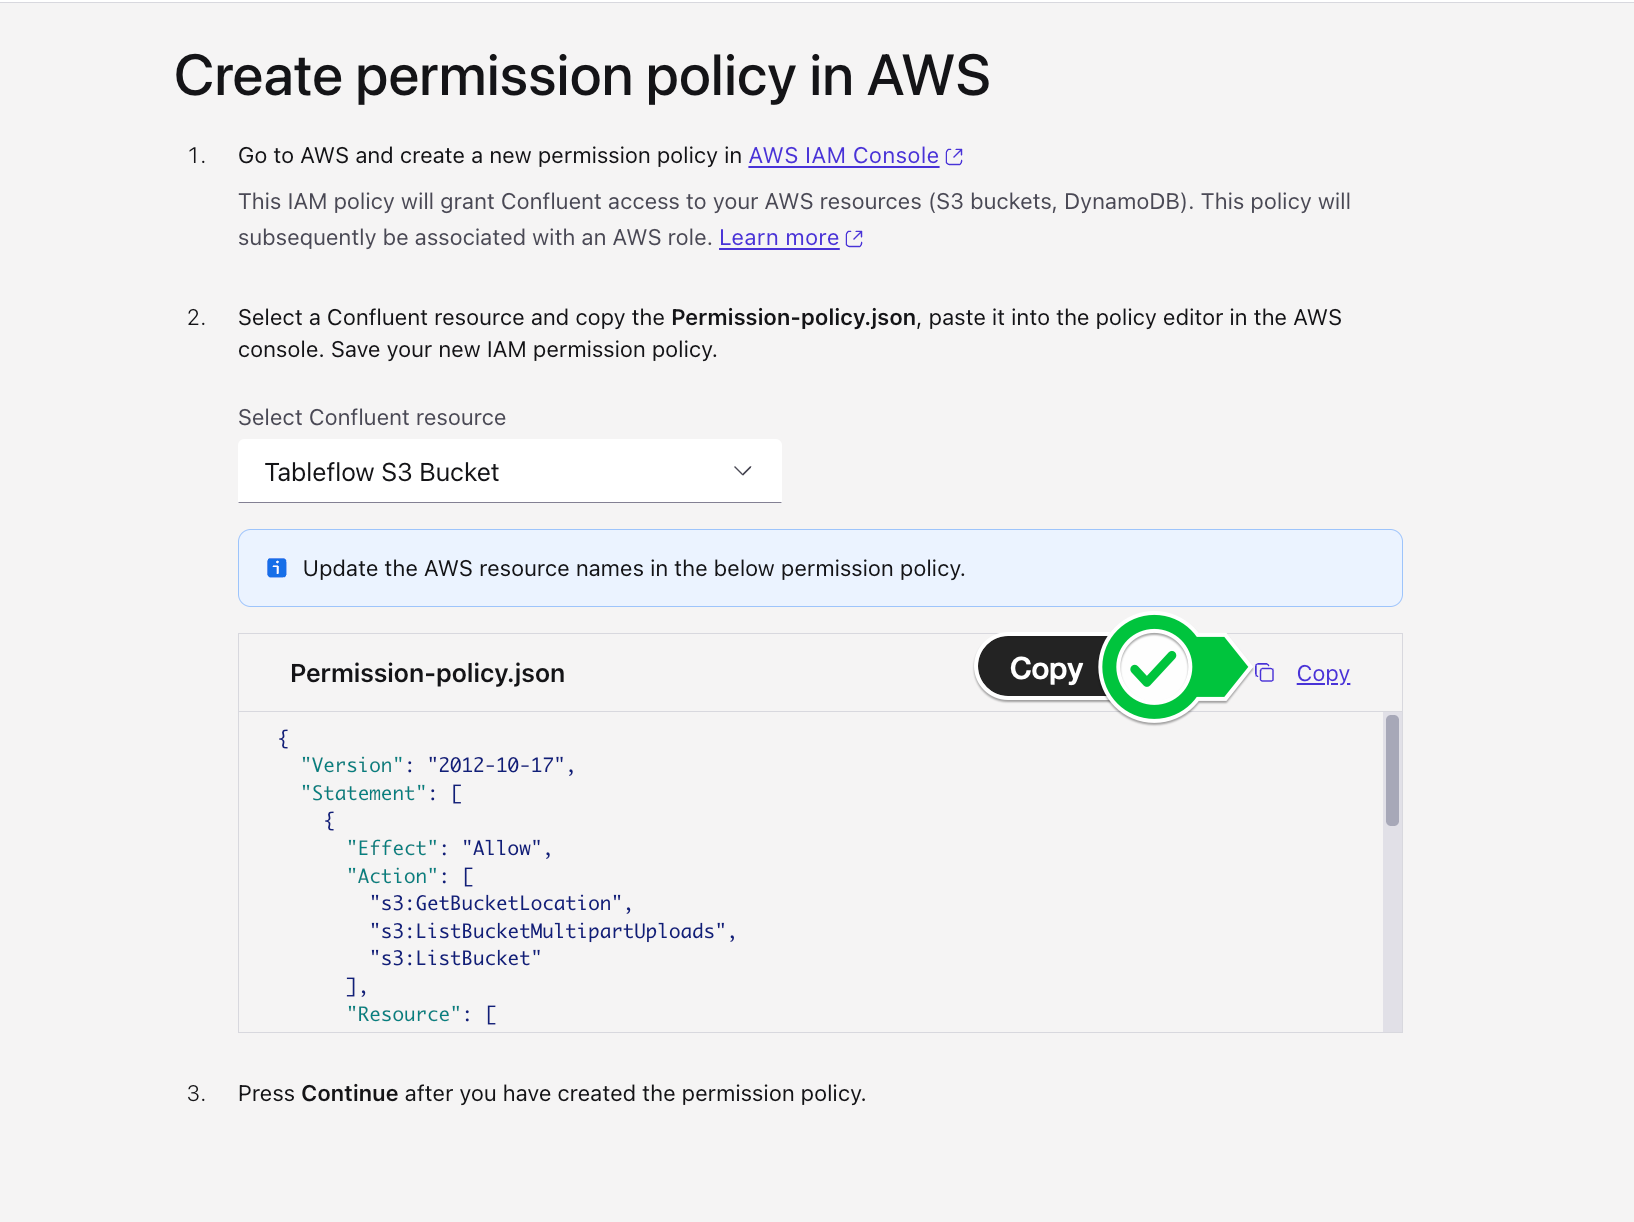 Create permission policy in AWS
1. Go to AWS and create a new permission policy in AWS IAM Console
This IAM policy will grant Confluent access to your AWS resources (S3 buckets, DynamoDB). This policy will
subsequently be associated with an AWS role. Learn more
2. Select a Confluent resource and copy the Permission-policy.json, paste it into the policy editor in the AWS
console. Save your new IAM permission policy.
Select Confluent resource
Tableflow S3 Bucket
Update the AWS resource names in the below permission policy.
Permission-policy.json Copy Copy
{
  "Version": "2012-10-17",
  "Statement": [
    {
      "Effect": "Allow",
      "Action": [
        "s3:GetBucketLocation",
        "s3:ListBucketMultipartUploads",
        "s3:ListBucket"
      ],
      "Resource": [
3. Press Continue after you have created the permission policy.